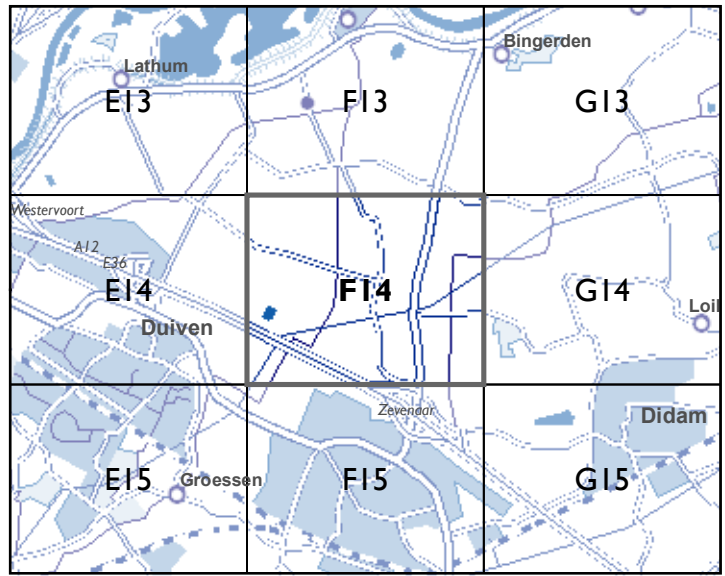 Bingerden
Lathum
E13
F13
G13
Westervoort
A12
E36
E14
F14
G14
Loil
Duiven
Zevenaar
Didam
E15
Groessen
F15
G15